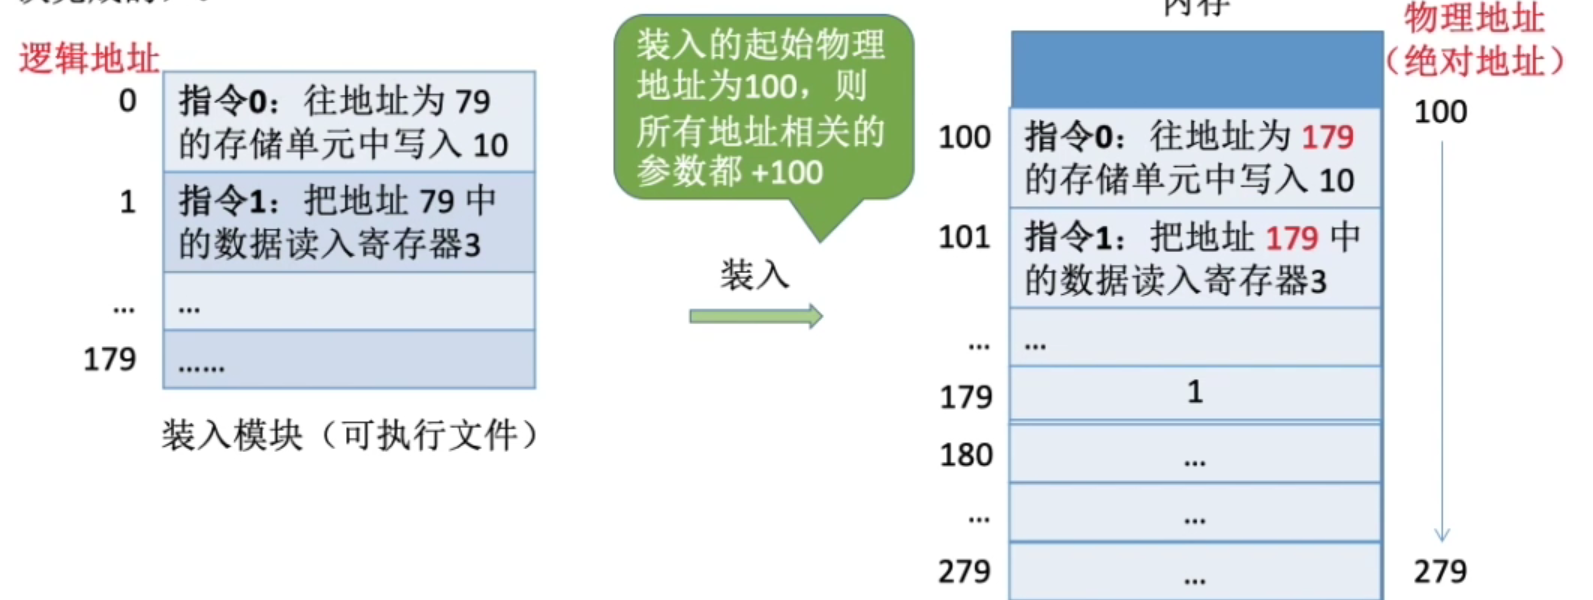 逻辑地址
0
指令0：往地址为 79
的存储单元中写入 10
1
指令1：把地址 79 中
的数据读入寄存器3
...
...
179
......
装入模块（可执行文件）
装入的起始物理
地址为100，则
所有地址相关的
参数都 +100
装入
内存
物理地址
（绝对地址）
100
指令0：往地址为 179
的存储单元中写入 10
101
指令1：把地址 179 中
的数据读入寄存器3
...
...
179
1
180
...
...
...
279
...
100
279